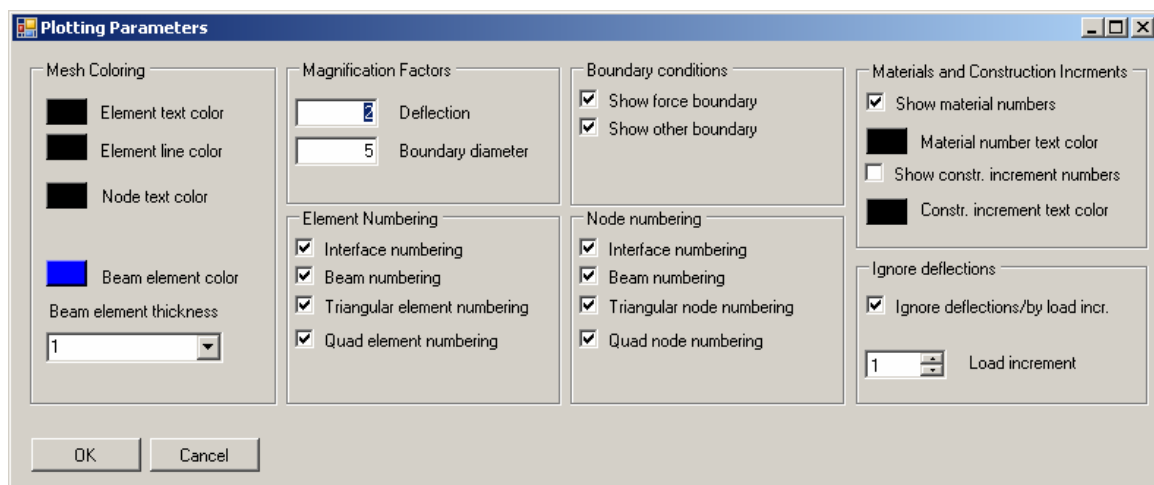 Plotting Parameters
Mesh Coloring
Element text color
Element line color
Node text color
Beam element color
Beam element thickness
1
Magnification Factors
2 Deflection
5 Boundary diameter
Boundary conditions
Show force boundary
Show other boundary
Materials and Construction Incrments
Show material numbers
Material number text color
Show constr. increment numbers
Constr. increment text color
Element Numbering
Interface numbering
Beam numbering
Triangular element numbering
Quad element numbering
Node numbering
Interface numbering
Beam numbering
Triangular node numbering
Quad node numbering
Ignore deflections
Ignore deflections/by load incr.
1 Load increment
OK Cancel